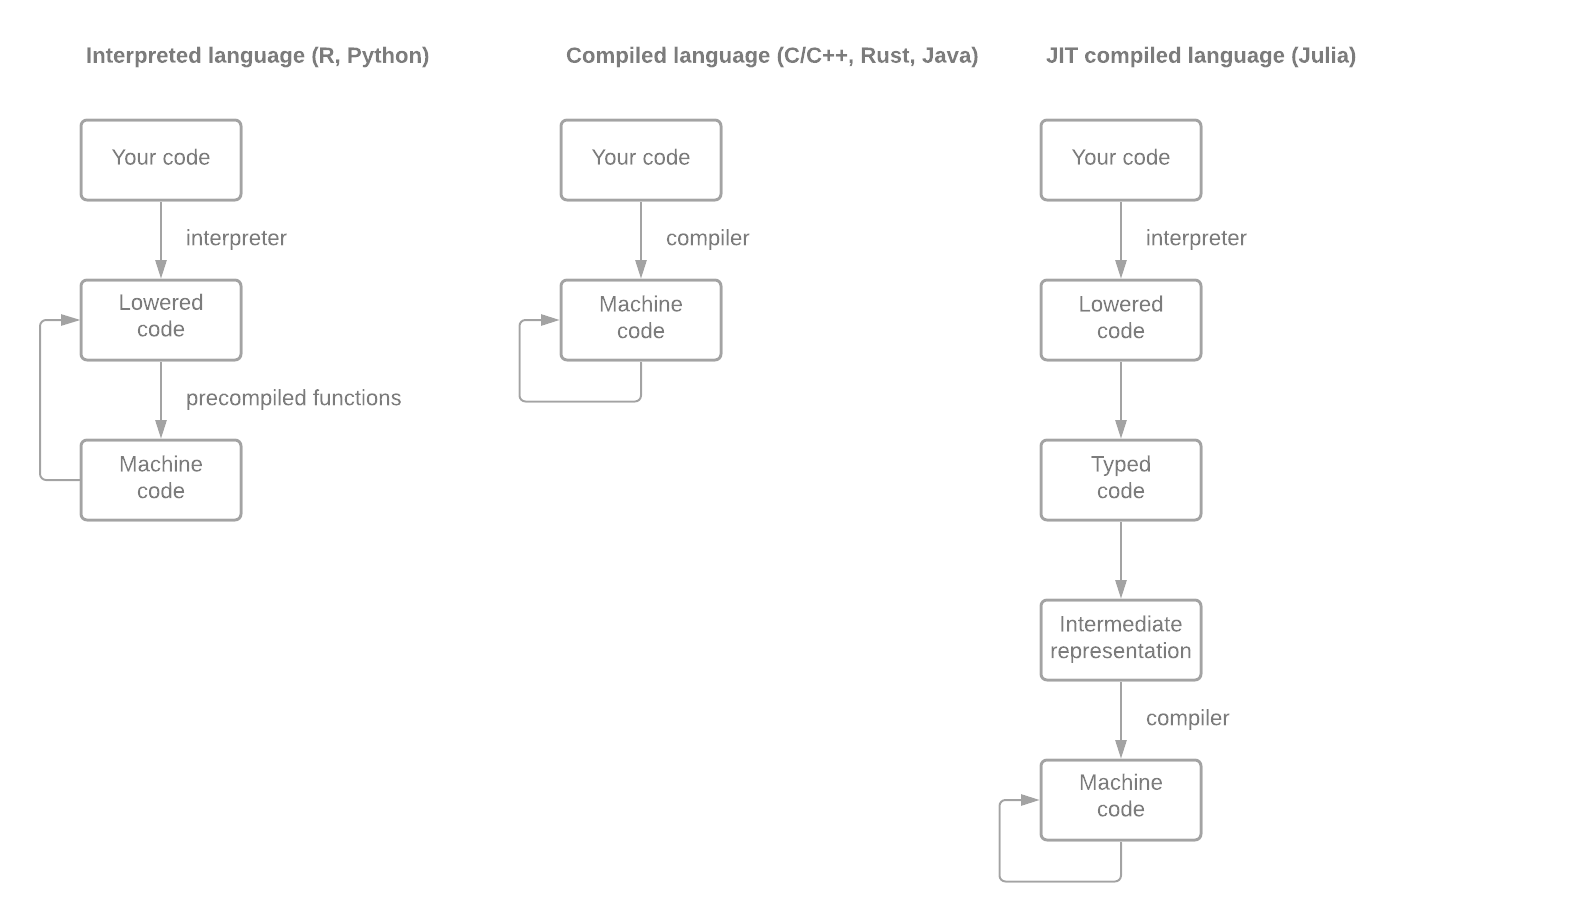 Interpreted language (R, Python)
Your code
interpreter
Lowered
code
precompiled functions
Machine
code
Compiled language (C/C++, Rust, Java)
Your code
compiler
Machine
code
JIT compiled language (Julia)
Your code
interpreter
Lowered
code
Typed
code
Intermediate
representation
compiler
Machine
code